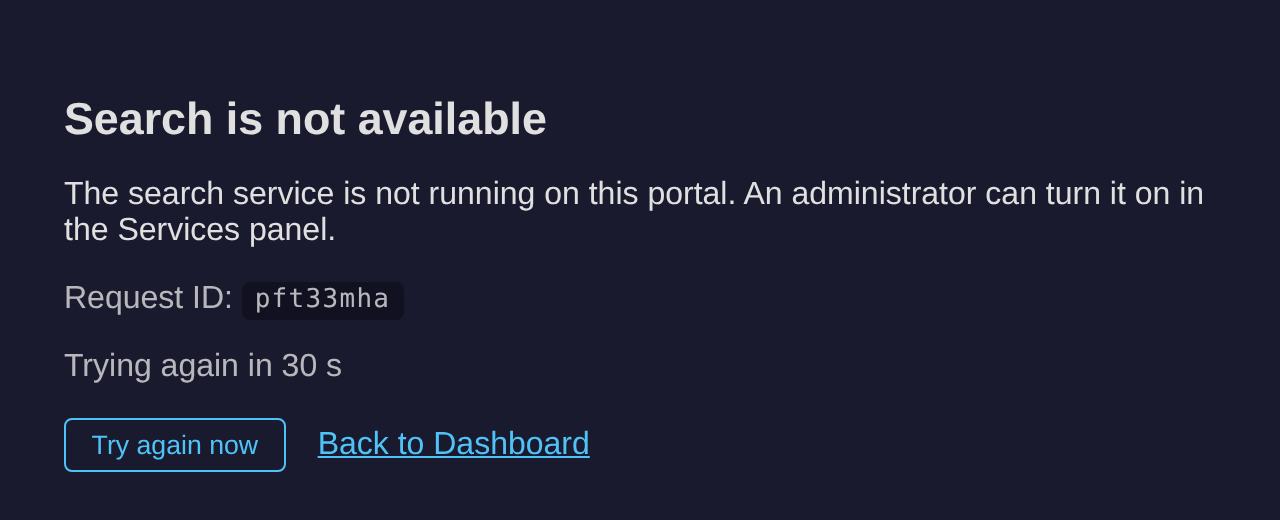 Search is not available
The search service is not running on this portal. An administrator can turn it on in
the Services panel.
Request ID: pft33mha
Trying again in 30 s
Try again now Back to Dashboard